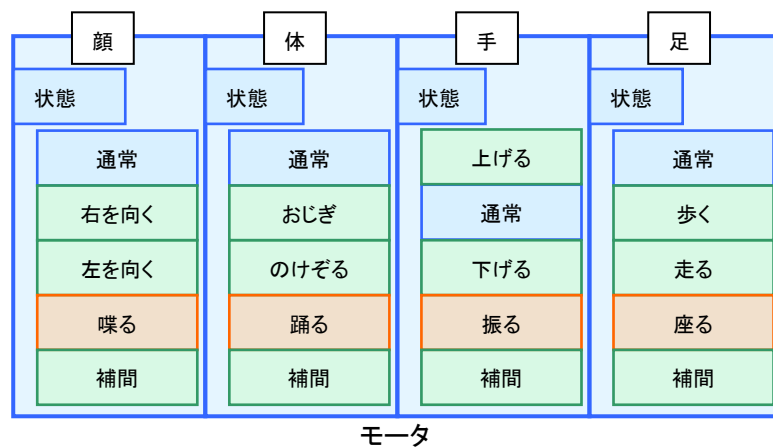 顔
体
手
足
状態
状態
状態
状態
通常
右を向く
左を向く
喋る
補間
通常
おじぎ
のけぞる
踊る
補間
上げる
通常
下げる
振る
補間
通常
歩く
走る
座る
補間
モータ